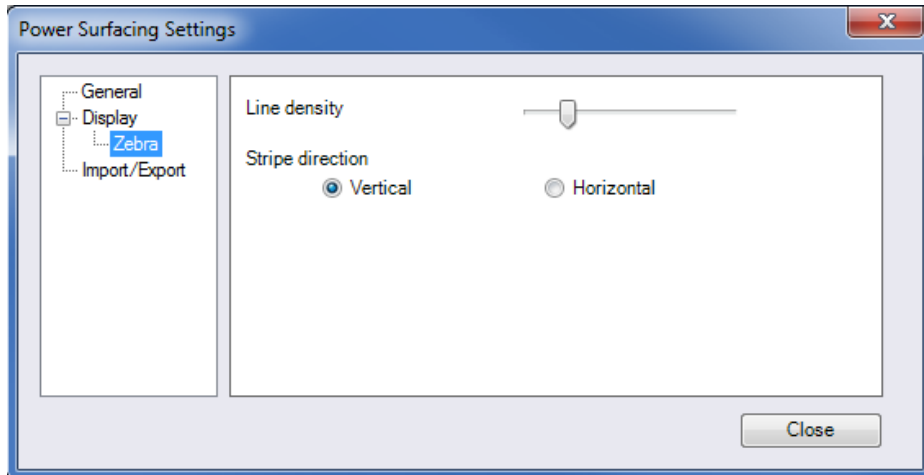 Power Surfacing Settings
General
Display
Zebra
Import/Export
Line density
Stripe direction
Vertical
Horizontal
Close